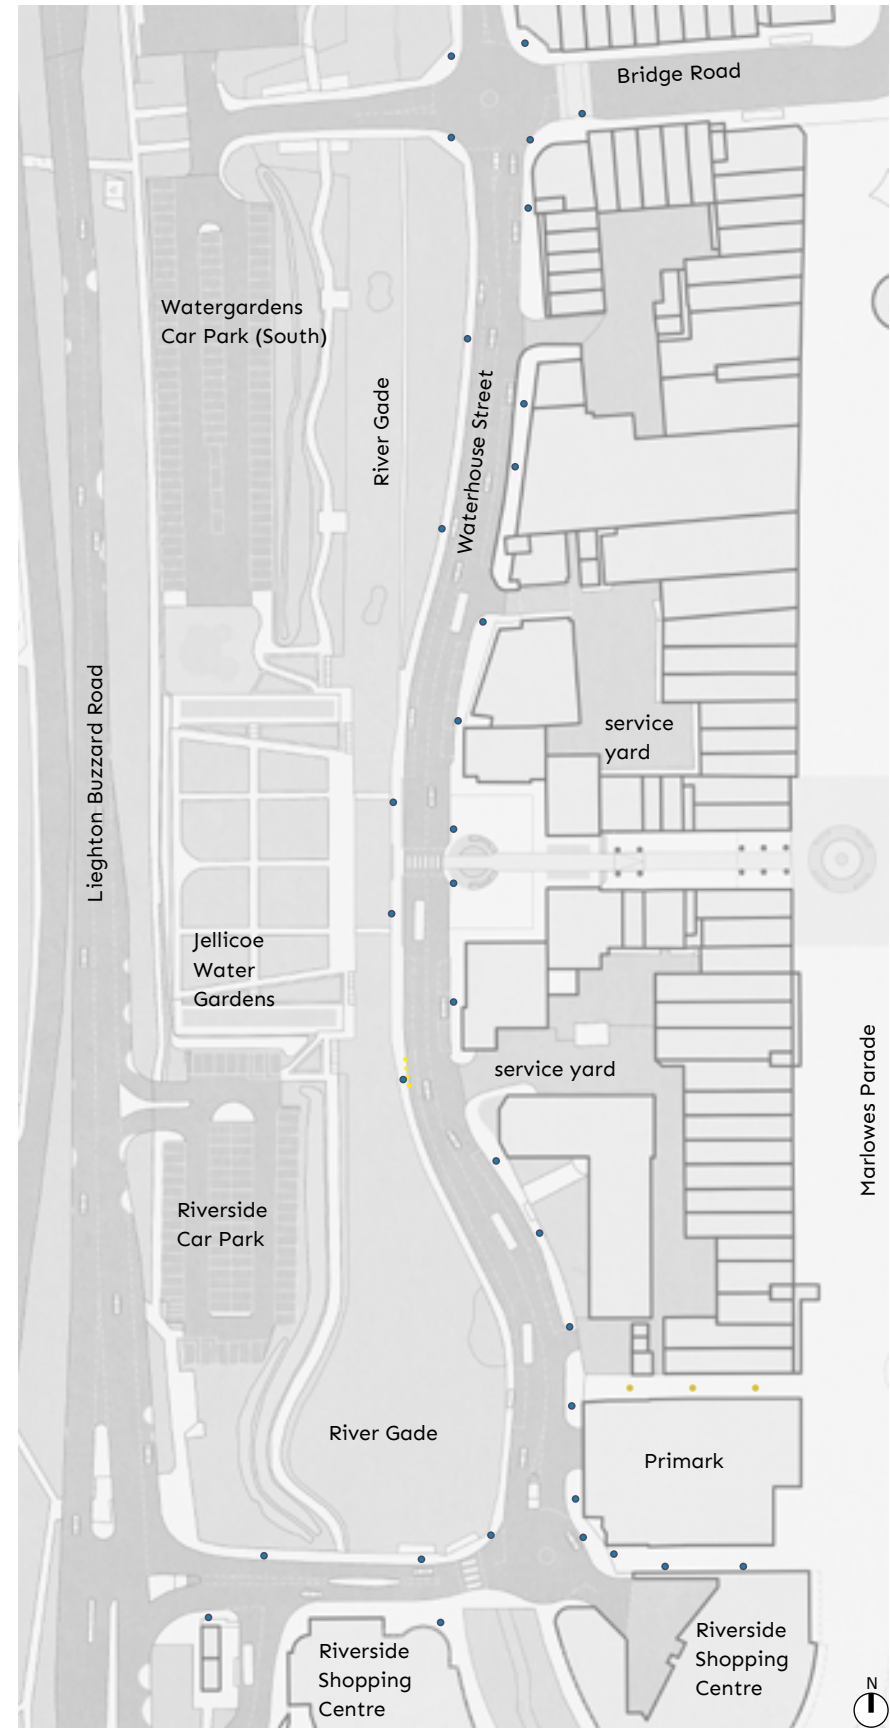 Bridge Road
Watergardens
Car Park (South)
River Gade
Waterhouse Street
Lieghton Buzzard Road
service
yard
Jellicoe
Water
Gardens
service yard
Marlowes Parade
Riverside
Car Park
River Gade
Primark
Riverside
Shopping
Centre
Riverside
Shopping
Centre
N